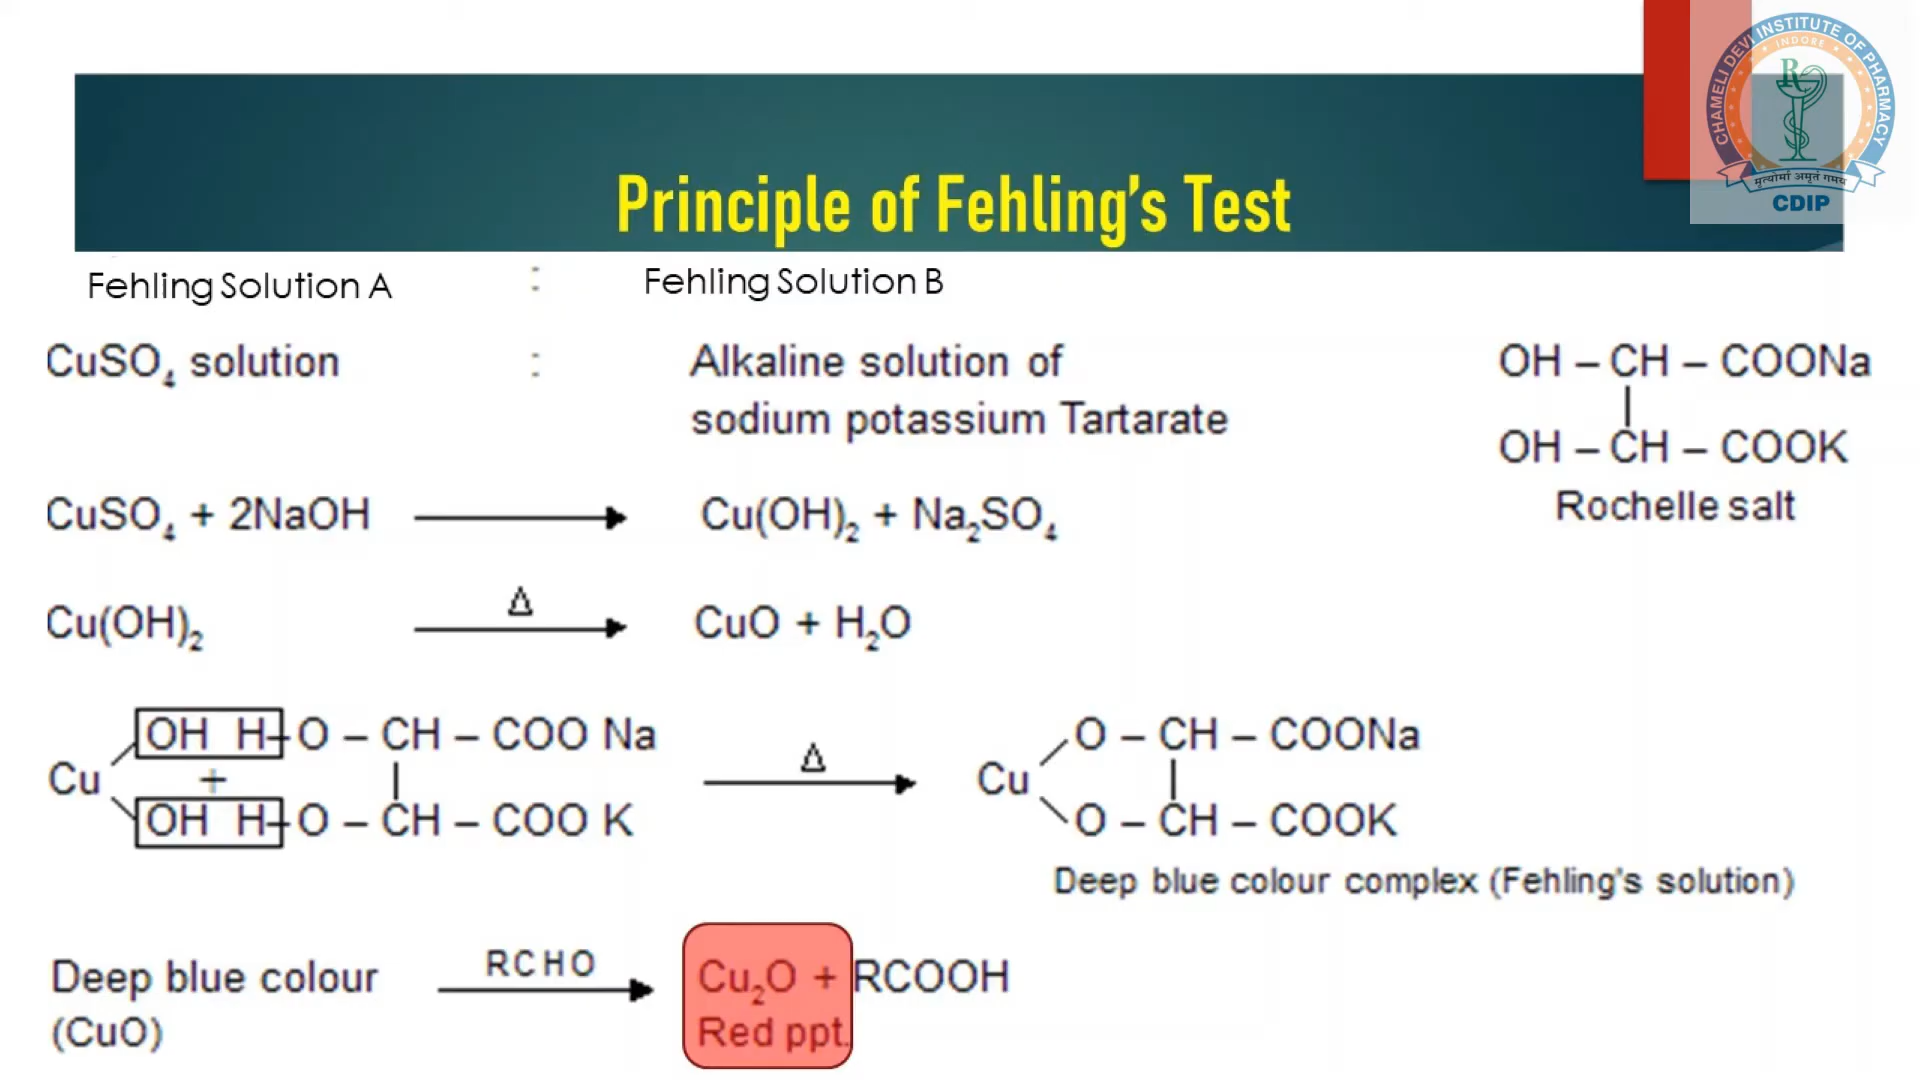 CHAMELI DEVI INSTITUTE OF PHARMACY
INDORE
मृत्योर्मा अमृतं गमय
CDIP
Principle of Fehling's Test
Fehling Solution A : Fehling Solution B
CuSO₄ solution : Alkaline solution of
sodium potassium Tartarate
OH – CH – COONa
OH – CH – COOK
Rochelle salt
CuSO₄ + 2NaOH ⟶ Cu(OH)₂ + Na₂SO₄
Δ
Cu(OH)₂ ⟶ CuO + H₂O
OH H–O – CH – COO Na Δ O – CH – COONa
Cu + ⟶ Cu
OH H–O – CH – COO K O – CH – COOK
Deep blue colour complex (Fehling's solution)
RCHO
Deep blue colour ⟶ Cu₂O + RCOOH
(CuO) Red ppt.